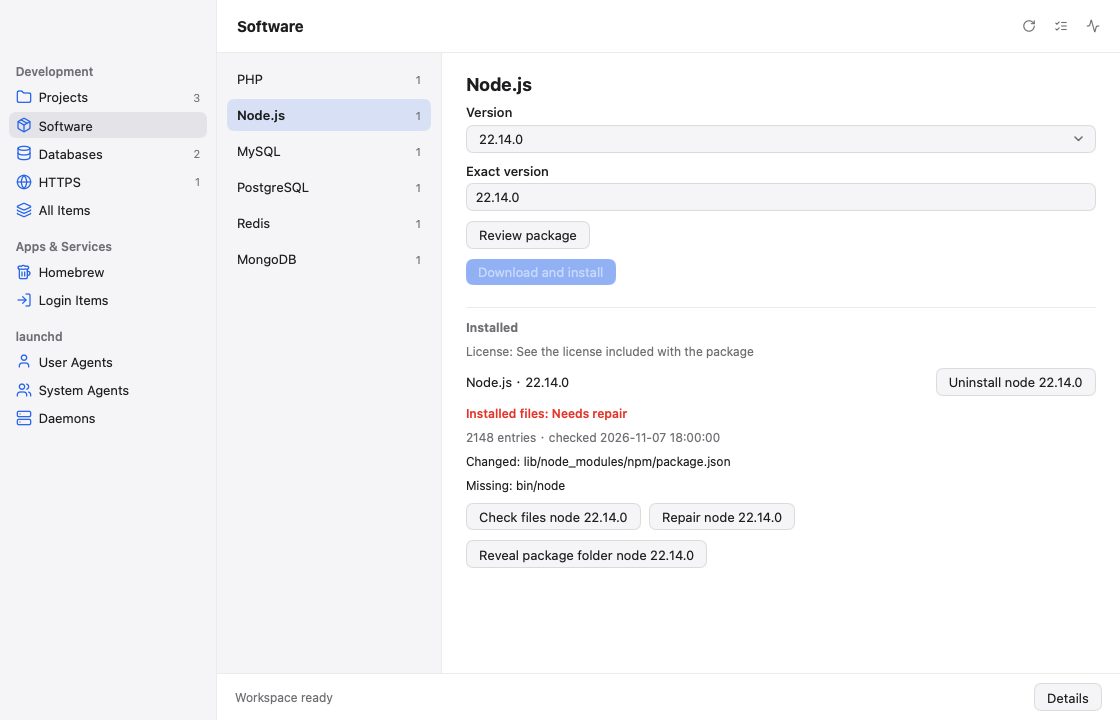 Software
Development
Projects 3
Software
Databases 2
HTTPS 1
All Items
Apps & Services
Homebrew
Login Items
launchd
User Agents
System Agents
Daemons
PHP 1
Node.js 1
MySQL 1
PostgreSQL 1
Redis 1
MongoDB 1
Node.js
Version
22.14.0
Exact version
22.14.0
Review package
Download and install
Installed
License: See the license included with the package
Node.js · 22.14.0
Uninstall node 22.14.0
Installed files: Needs repair
2148 entries · checked 2026-11-07 18:00:00
Changed: lib/node_modules/npm/package.json
Missing: bin/node
Check files node 22.14.0
Repair node 22.14.0
Reveal package folder node 22.14.0
Workspace ready
Details